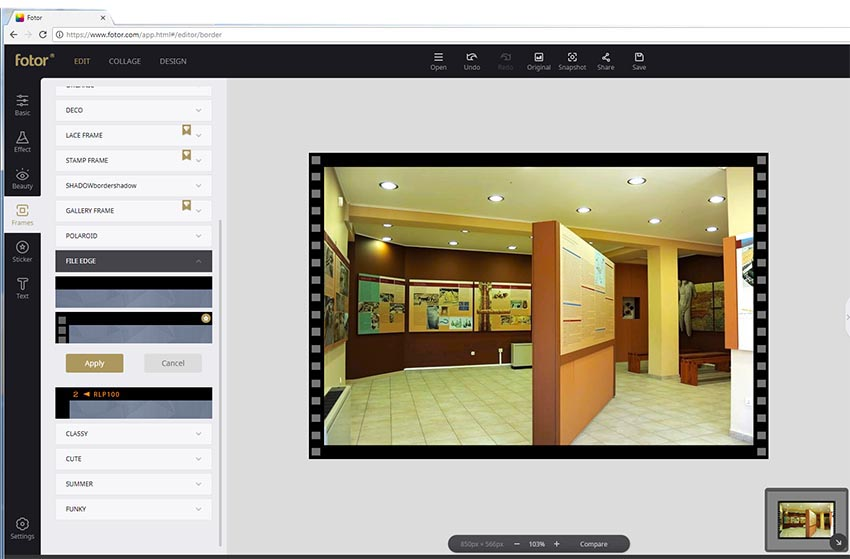 Fotor
https://www.fotor.com/app.html#/editor/border
fotor®
EDIT
COLLAGE
DESIGN
Open
Undo
Redo
Original
Snapshot
Share
Save
Basic
Effect
Beauty
Frames
Sticker
Text
Settings
DECO
LACE FRAME
STAMP FRAME
SHADOWbordershadow
GALLERY FRAME
POLAROID
FILE EDGE
Apply
Cancel
2 ◄ RLP100
CLASSY
CUTE
SUMMER
FUNKY
850px × 566px
− 103% +
Compare